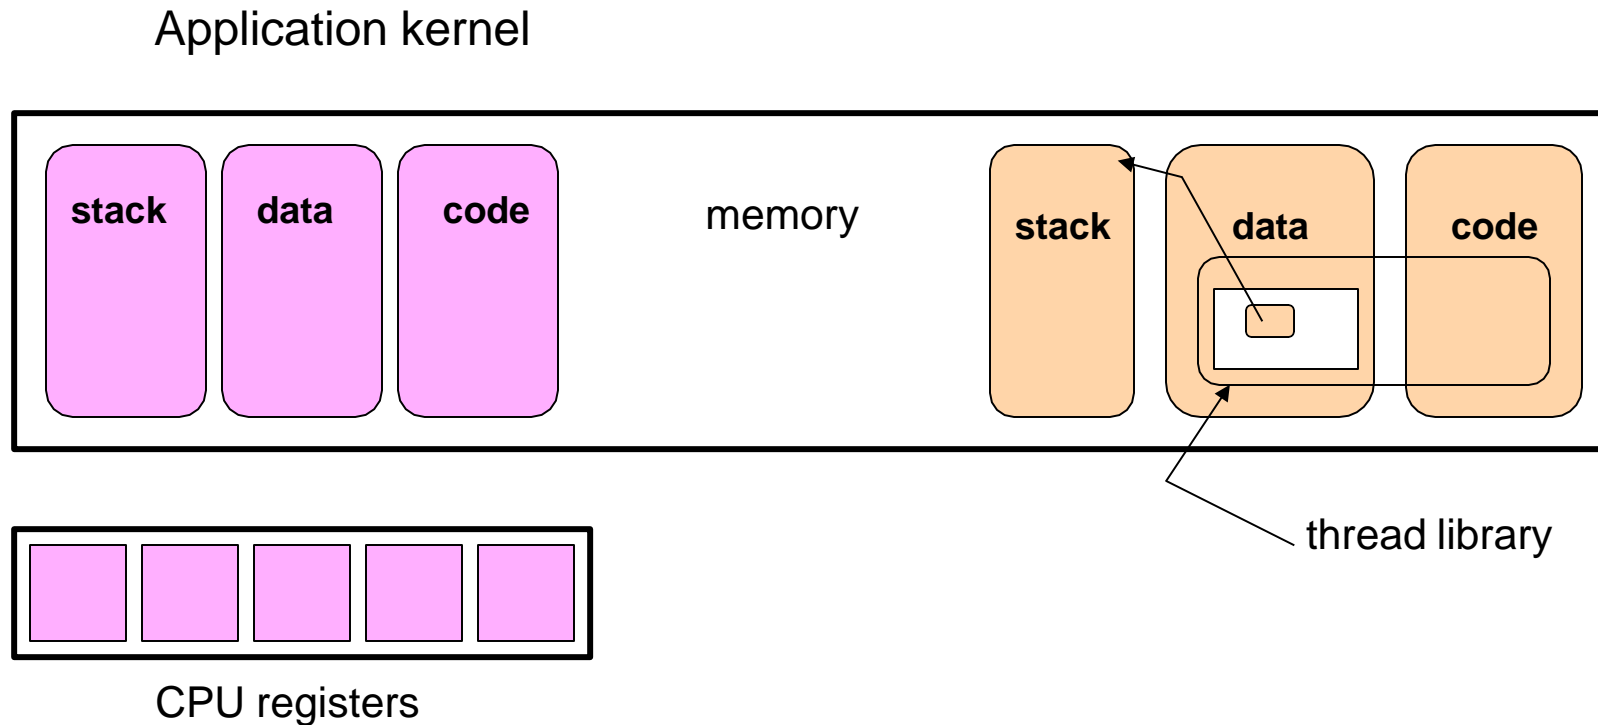 Application kernel
stack data code memory stack data code
thread library
CPU registers